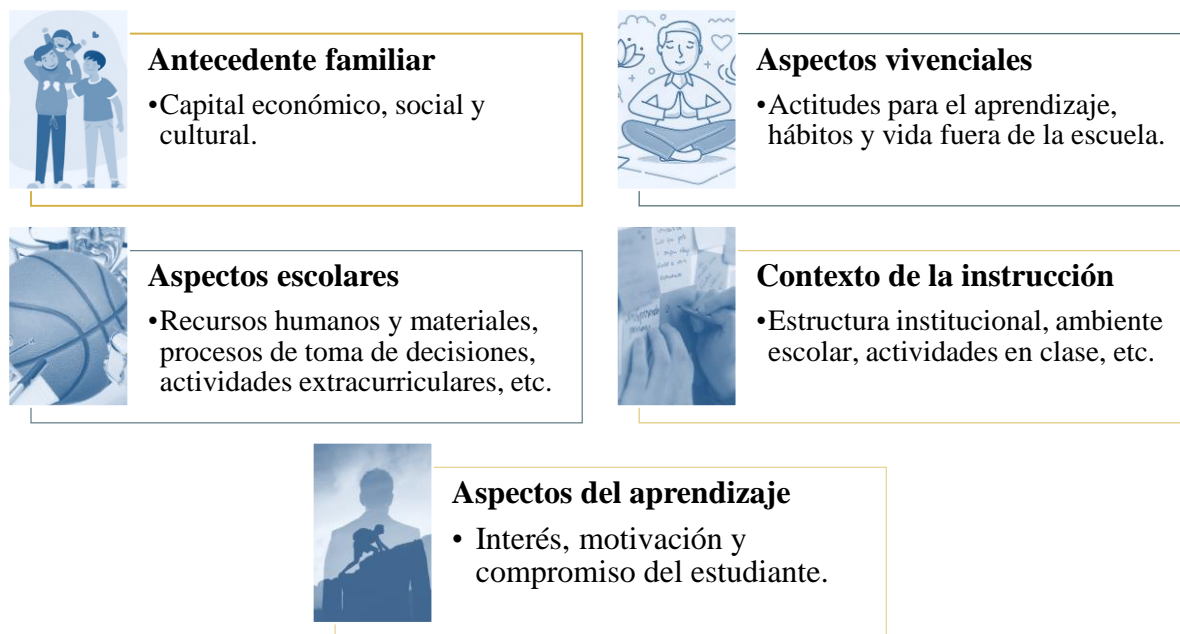 Antecedente familiar
•Capital económico, social y
cultural.
Aspectos vivenciales
•Actitudes para el aprendizaje,
hábitos y vida fuera de la escuela.
Aspectos escolares
•Recursos humanos y materiales,
procesos de toma de decisiones,
actividades extracurriculares, etc.
Contexto de la instrucción
•Estructura institucional, ambiente
escolar, actividades en clase, etc.
Aspectos del aprendizaje
• Interés, motivación y
compromiso del estudiante.